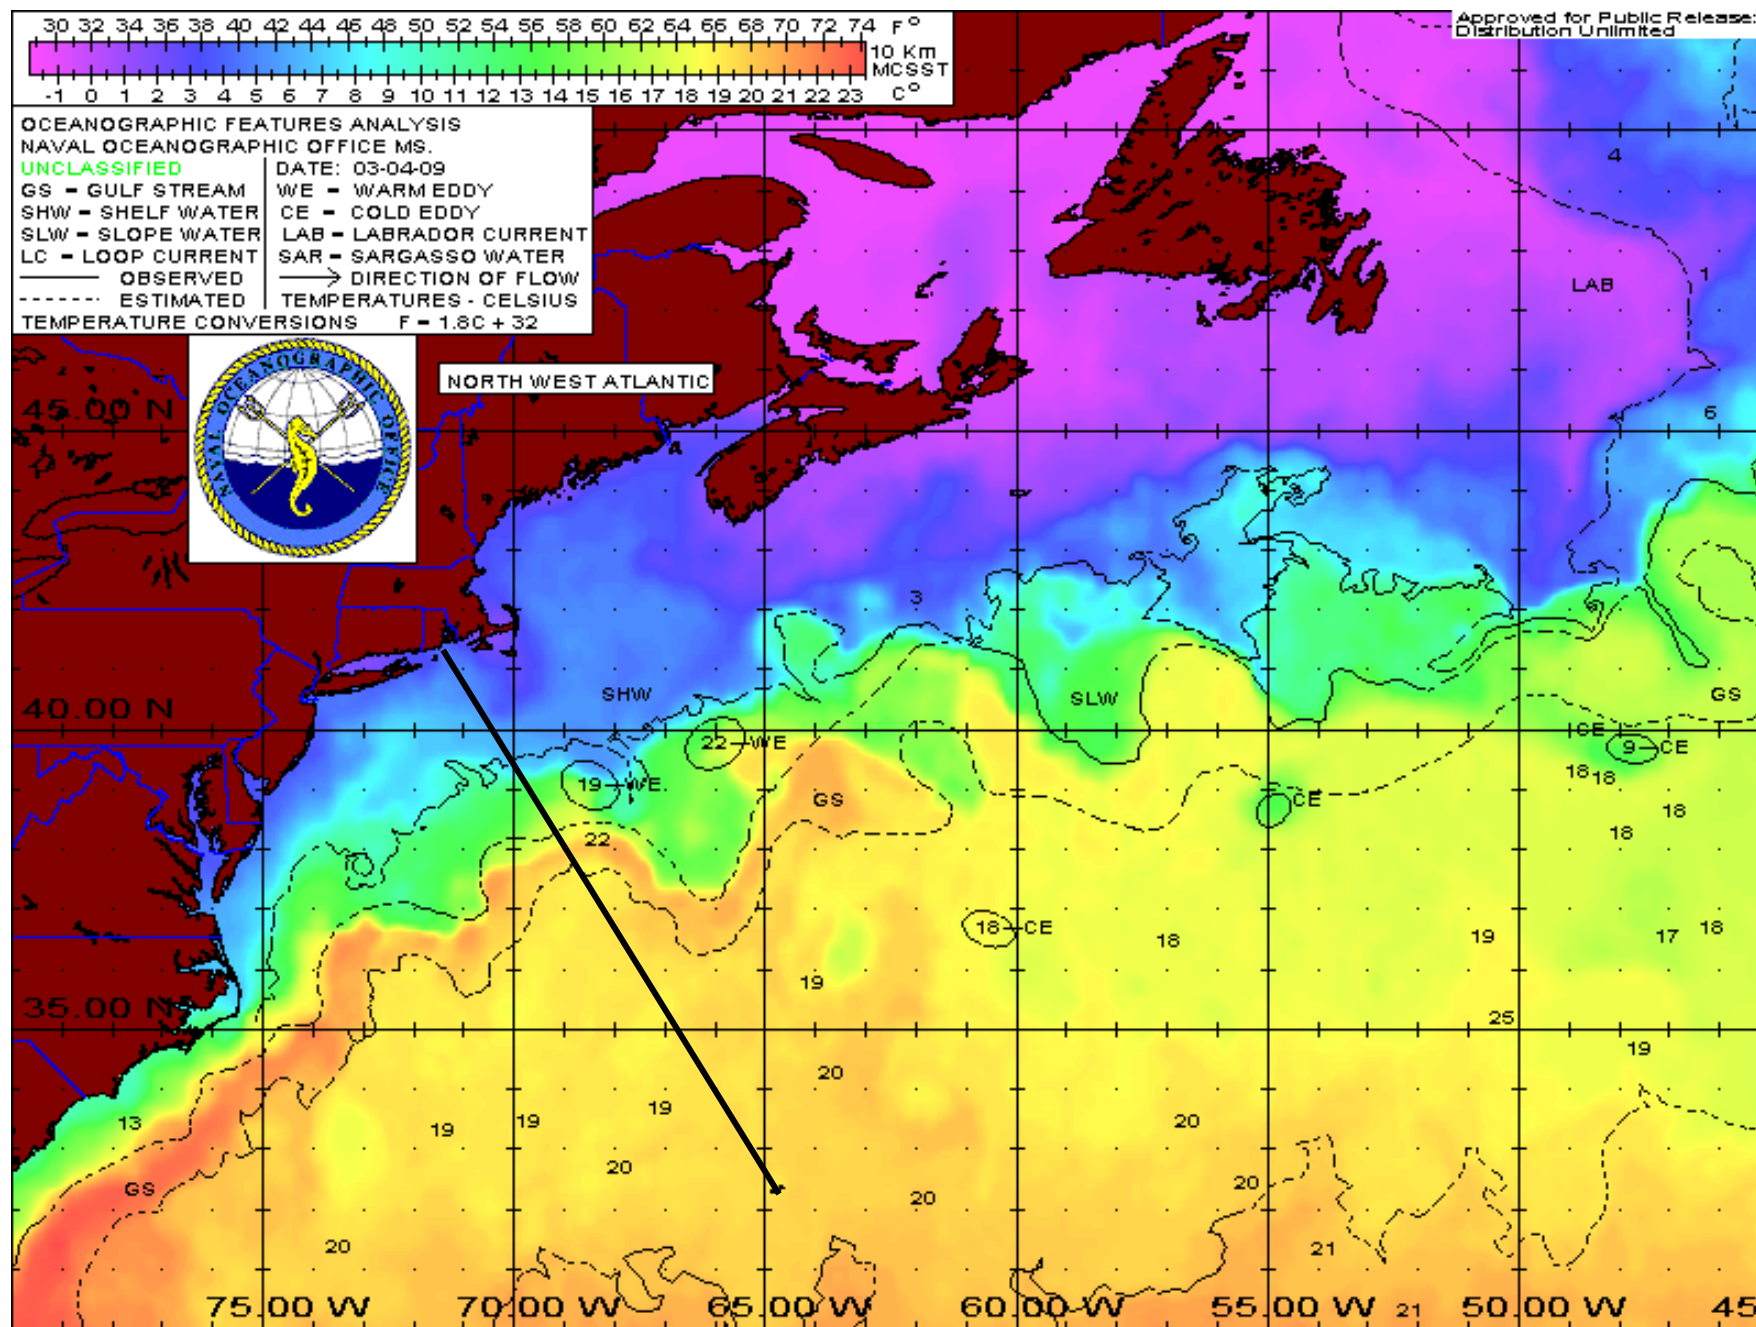 30 32 34 36 38 40 42 44 46 48 50 52 54 56 58 60 62 64 66 68 70 72 74 F°
10 Km
MCSST
-1 0 1 2 3 4 5 6 7 8 9 10 11 12 13 14 15 16 17 18 19 20 21 22 23 C°
Approved for Public Release:
Distribution Unlimited
OCEANOGRAPHIC FEATURES ANALYSIS
NAVAL OCEANOGRAPHIC OFFICE MS.
UNCLASSIFIED DATE: 03-04-09
GS - GULF STREAM WE - WARM EDDY
SHW - SHELF WATER CE - COLD EDDY
SLW - SLOPE WATER LAB - LABRADOR CURRENT
LC - LOOP CURRENT SAR - SARGASSO WATER
OBSERVED DIRECTION OF FLOW
ESTIMATED TEMPERATURES - CELSIUS
TEMPERATURE CONVERSIONS F = 1.8C + 32
NAVAL OCEANOGRAPHIC OFFICE
NORTH WEST ATLANTIC
4
1
LAB
45.00 N
6
3
SHW
SLW
GS
40.00 N
22 WE
CE
9 CE
19 WE
18 18
GS
CE
18
22
18
18 CE
18
19
17
18
19
35.00 N
25
19
20
13
19
19
19
20
20
GS
20
20
20
21
75.00 W 70.00 W 65.00 W 60.00 W 55.00 W 21 50.00 W 45